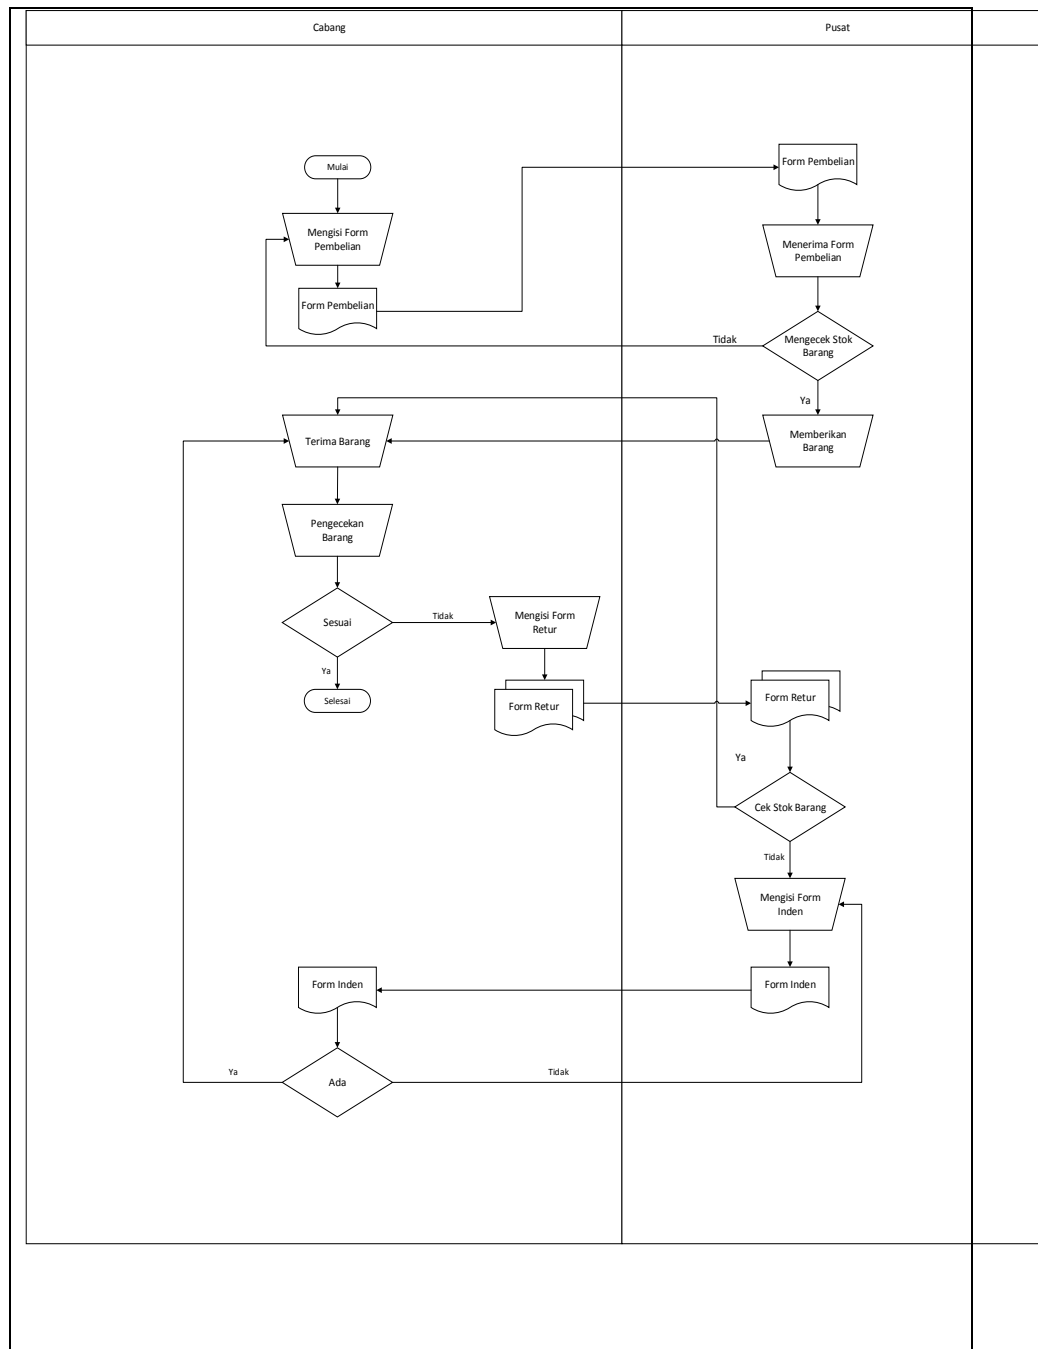 Cabang
Pusat
Mulai
Mengisi Form
Pembelian
Form Pembelian
Form Pembelian
Menerima Form
Pembelian
Mengecek Stok
Barang
Tidak
Ya
Memberikan
Barang
Terima Barang
Pengecekan
Barang
Sesuai
Tidak
Ya
Selesai
Mengisi Form
Retur
Form Retur
Form Retur
Ya
Cek Stok Barang
Tidak
Mengisi Form
Inden
Form Inden
Form Inden
Ada
Ya
Tidak